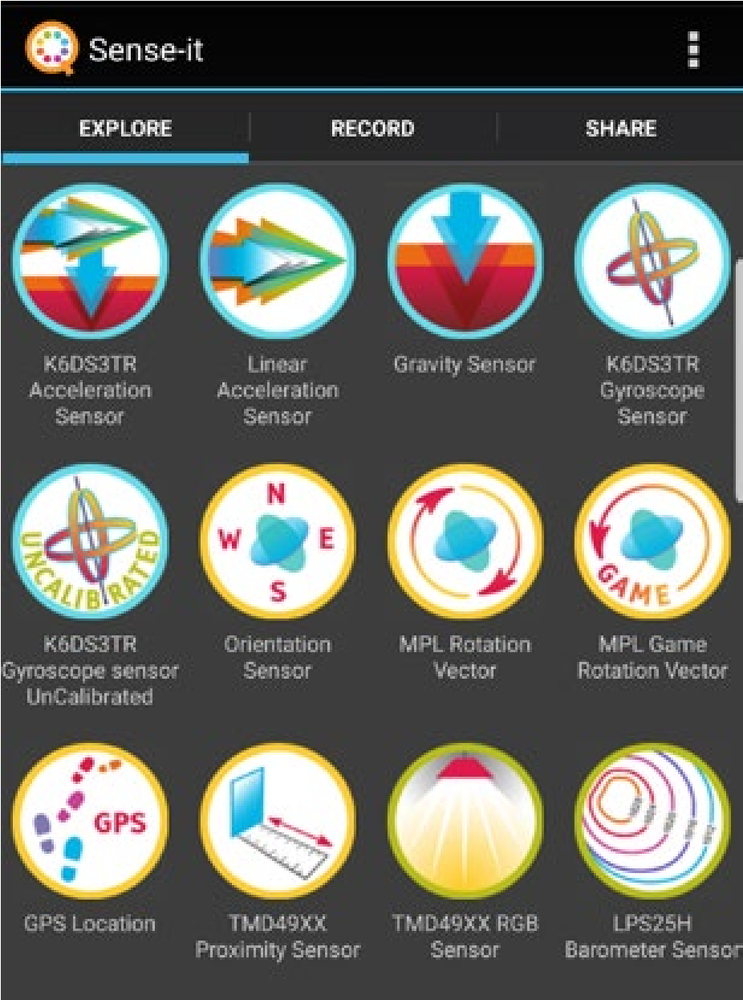 Sense-it
EXPLORE
RECORD
SHARE
K6DS3TR
Acceleration
Sensor
Linear
Acceleration
Sensor
Gravity Sensor
K6DS3TR
Gyroscope
Sensor
UNCALIBRATED
K6DS3TR
Gyroscope sensor
UnCalibrated
N
W E
S
Orientation
Sensor
MPL Rotation
Vector
GAME
MPL Game
Rotation Vector
GPS
GPS Location
TMD49XX
Proximity Sensor
TMD49XX RGB
Sensor
LPS25H
Barometer Sensor